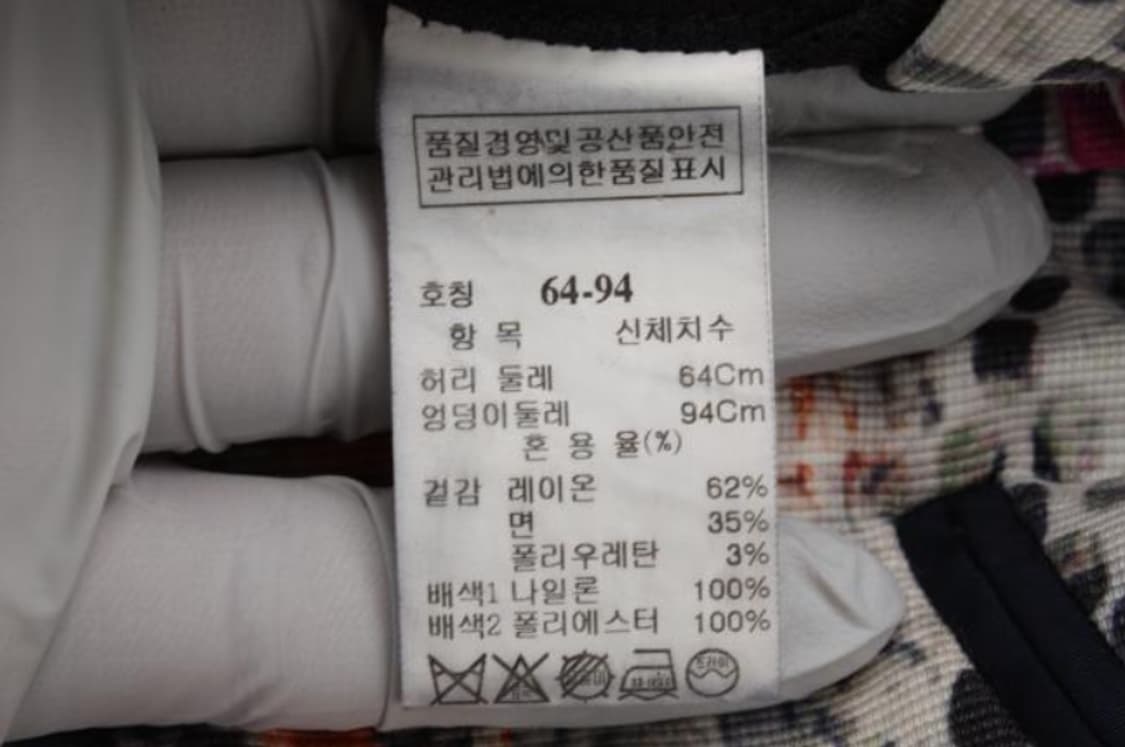 품질경영및공산품안전
관리법에의한품질표시
호칭 64-94
항 목 신체치수
허리 둘레 64Cm
엉덩이둘레 94Cm
혼 용 율(%)
겉감 레이온 62%
면 35%
폴리우레탄 3%
배색1 나일론 100%
배색2 폴리에스터 100%
드라이